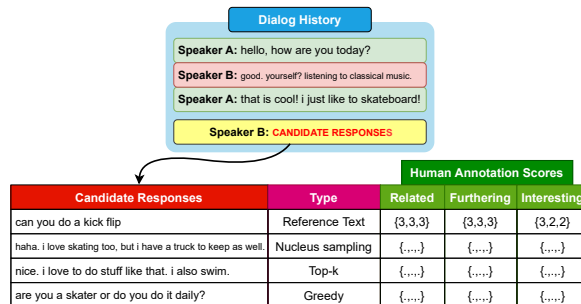 Dialog History
Speaker A: hello, how are you today?
Speaker B: good. yourself? listening to classical music.
Speaker A: that is cool! i just like to skateboard!
Speaker B: CANDIDATE RESPONSES
Human Annotation Scores
Candidate Responses Type Related Furthering Interesting
can you do a kick flip Reference Text {3,3,3} {3,3,3} {3,2,2}
haha. i love skating too, but i have a truck to keep as well. Nucleus sampling {.,.,.} {.,.,.} {.,.,.}
nice. i love to do stuff like that. i also swim. Top-k {.,.,.} {.,.,.} {.,.,.}
are you a skater or do you do it daily? Greedy {.,.,.} {.,.,.} {.,.,.}